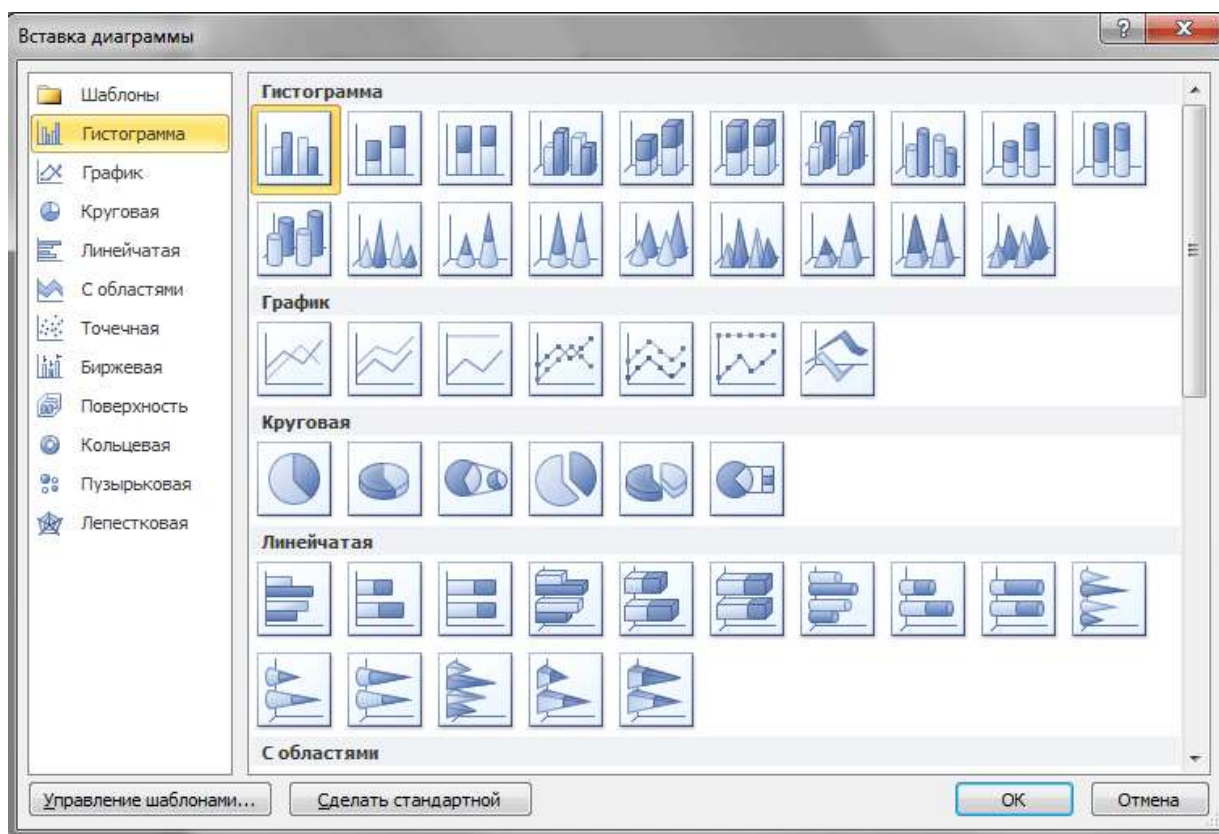 Вставка диаграммы
Шаблоны
Гистограмма
График
Круговая
Линейчатая
С областями
Точечная
Биржевая
Поверхность
Кольцевая
Пузырьковая
Лепестковая
Гистограмма
График
Круговая
Линейчатая
С областями
Управление шаблонами...
Сделать стандартной
ОК
Отмена